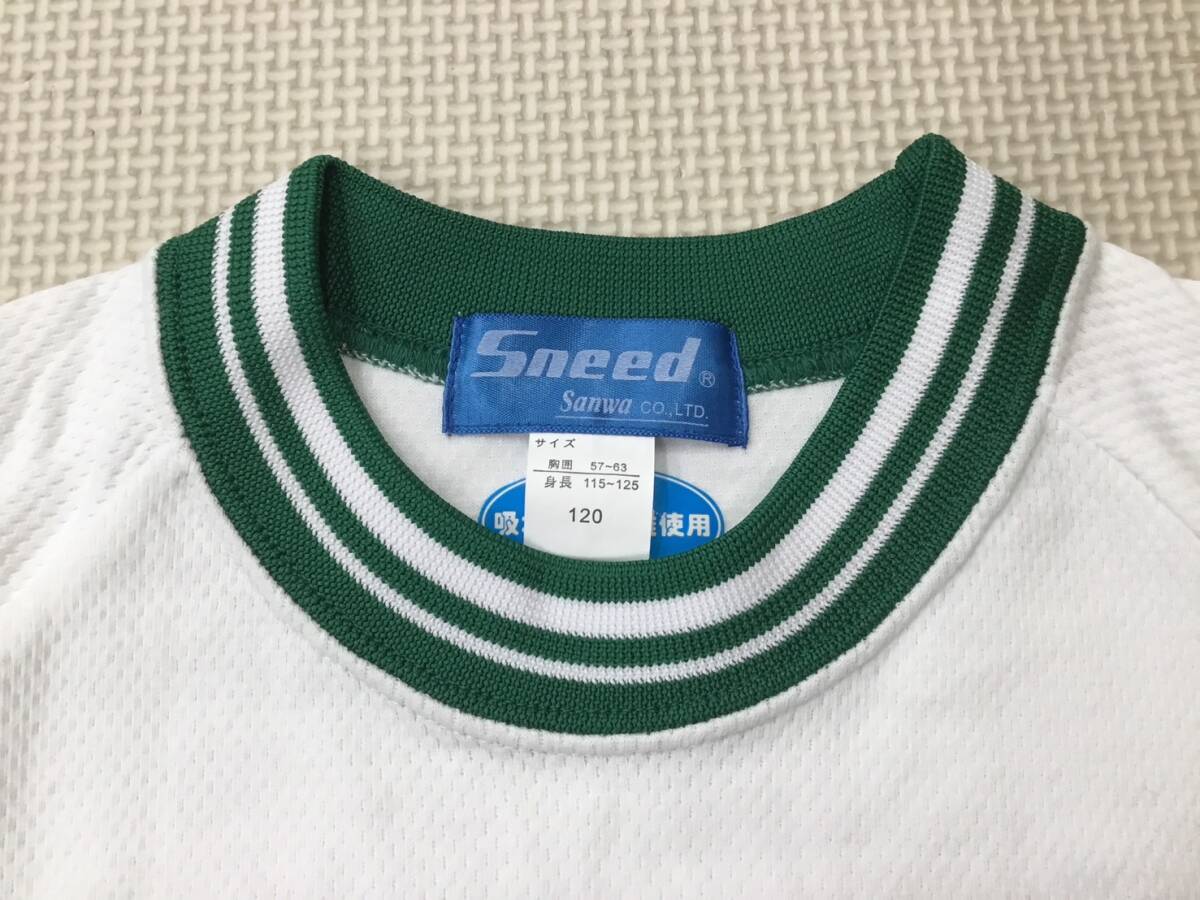 Sneed®
Sanwa CO.,LTD.
サイズ
胸囲 57~63
身長 115~125
120
吸 使用